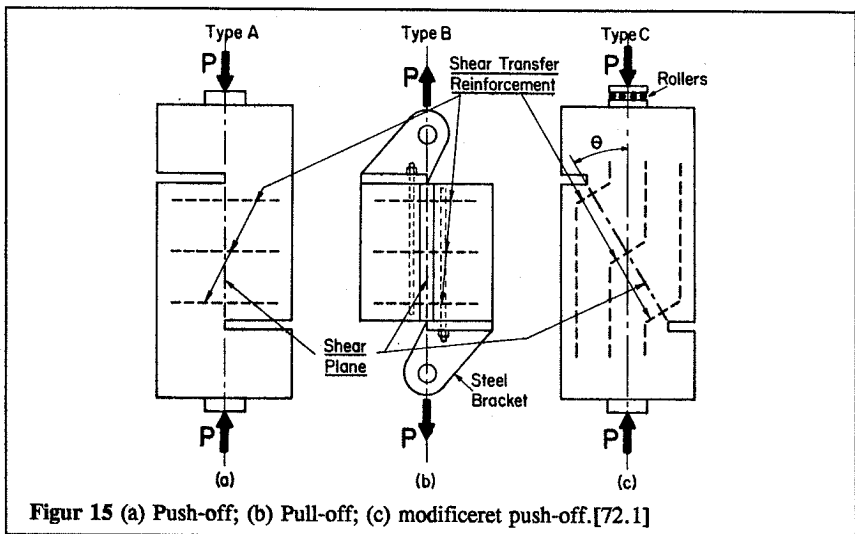 Type A
Type B
Type C
P
P
P
Shear Transfer
Reinforcement
Rollers
θ
Shear
Plane
Steel
Bracket
P
P
P
(a)
(b)
(c)
Figur 15 (a) Push-off; (b) Pull-off; (c) modificeret push-off.[72.1]